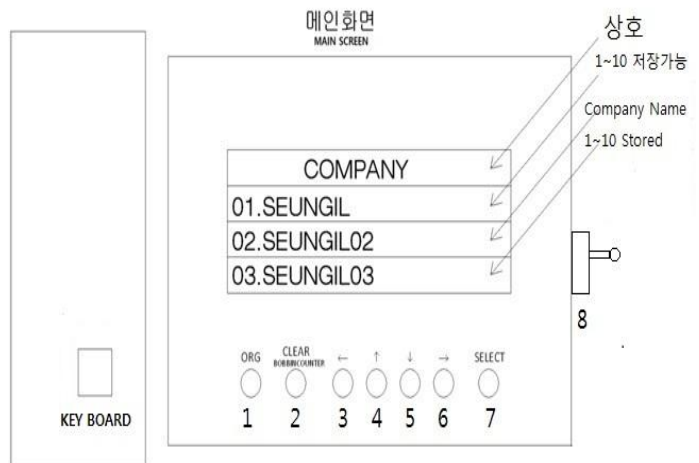 메인화면
MAIN SCREEN
상호
1~10 저장가능
Company Name
1~10 Stored
COMPANY
01.SEUNGIL
02.SEUNGIL02
03.SEUNGIL03
8
ORG CLEAR ← ↑ ↓ → SELECT
BOBBINCOUNTER
1 2 3 4 5 6 7
KEY BOARD